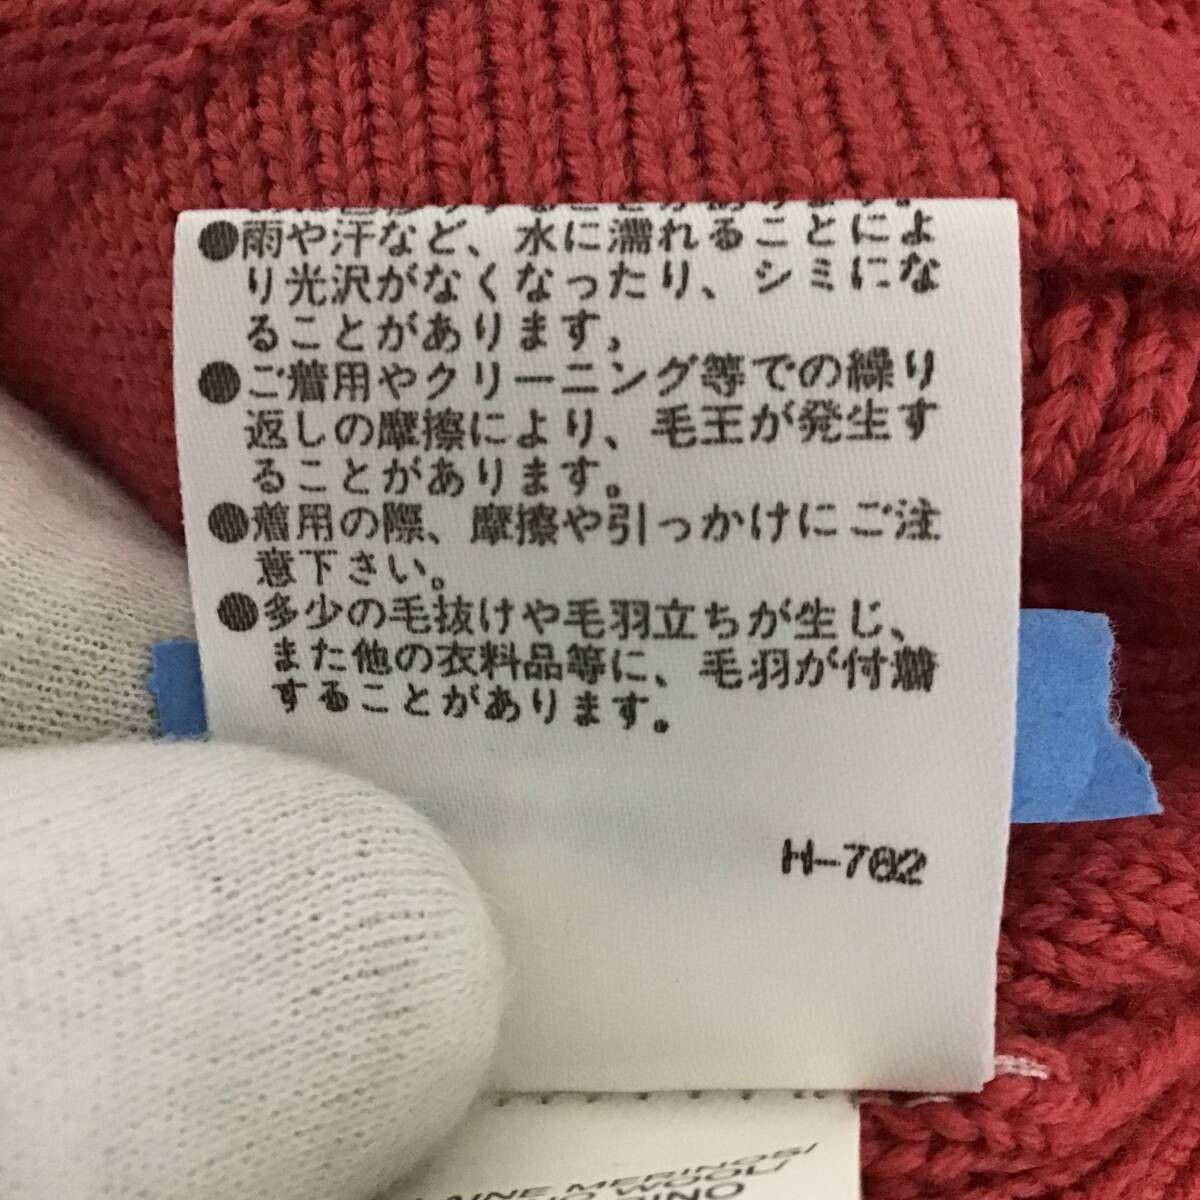 ●雨や汗など、水に濡れることによ
り光沢がなくなったり、シミにな
ることがあります。
●ご着用やクリーニング等での繰り
返しの摩擦により、毛王が発生す
ることがあります。
●着用の際、摩擦や引っかけにご注
意下さい。
●多少の毛抜けや毛羽立ちが生じ、
また他の衣料品等に、毛羽が付着
することがあります。
H-702
LAINE MERINOSI
WOOLI
RINO